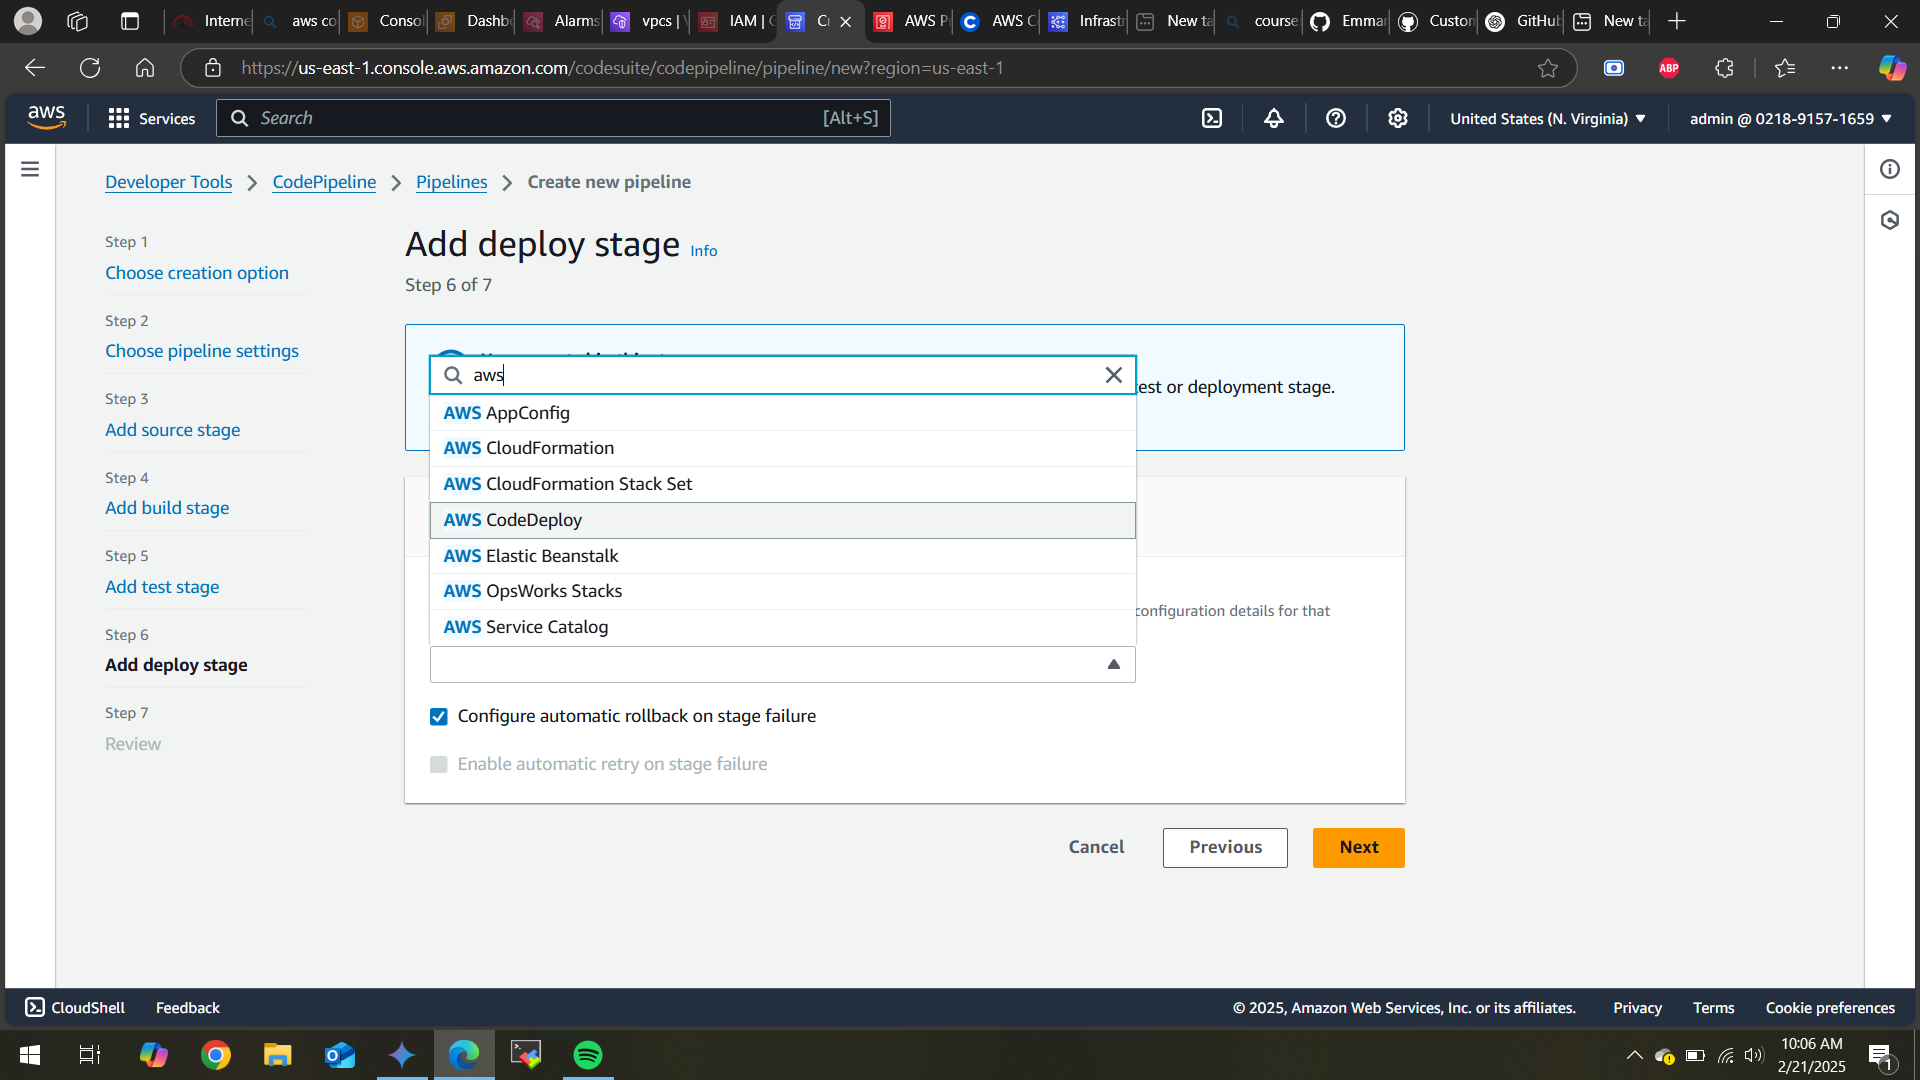 Interne
aws co
Consol
Dashb
Alarms
vpcs |
IAM |
C
AWS P
AWS C
Infrast
New ta
course
Emmar
Custon
GitHub
New ta
https://us-east-1.console.aws.amazon.com/codesuite/codepipeline/pipeline/new?region=us-east-1
ABP
aws
Services
Search
[Alt+S]
United States (N. Virginia)
admin @ 0218-9157-1659
Developer Tools > CodePipeline > Pipelines > Create new pipeline
Step 1
Choose creation option
Step 2
Choose pipeline settings
Step 3
Add source stage
Step 4
Add build stage
Step 5
Add test stage
Step 6
Add deploy stage
Step 7
Review
Add deploy stage Info
Step 6 of 7
est or deployment stage.
aws
AWS AppConfig
AWS CloudFormation
AWS CloudFormation Stack Set
AWS CodeDeploy
AWS Elastic Beanstalk
AWS OpsWorks Stacks
AWS Service Catalog
configuration details for that
Configure automatic rollback on stage failure
Enable automatic retry on stage failure
Cancel
Previous
Next
CloudShell
Feedback
© 2025, Amazon Web Services, Inc. or its affiliates.
Privacy
Terms
Cookie preferences
10:06 AM
2/21/2025
1